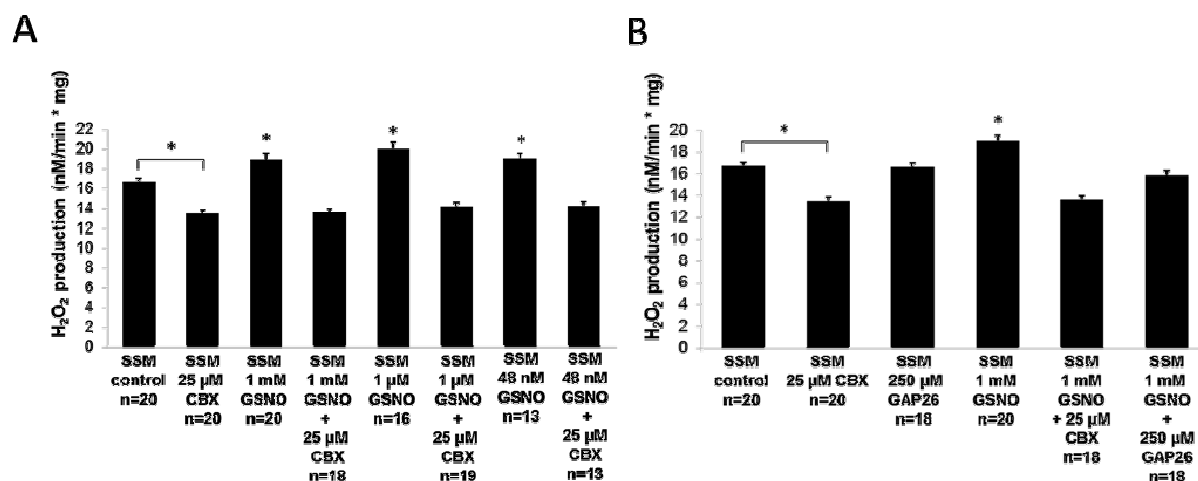 A
H₂O₂ production (nM/min * mg)
22
20
18
16
14
12
10
8
6
4
2
0
*
*
*
*
SSM
control
n=20
SSM
25 µM
CBX
n=20
SSM
1 mM
GSNO
n=20
SSM
1 mM
GSNO
+
25 µM
CBX
n=18
SSM
1 µM
GSNO
n=16
SSM
1 µM
GSNO
+
25 µM
CBX
n=19
SSM
48 nM
GSNO
n=13
SSM
48 nM
GSNO
+
25 µM
CBX
n=13
B
H₂O₂ production (nM/min * mg)
20
18
16
14
12
10
8
6
4
2
0
*
*
SSM
control
n=20
SSM
25 µM CBX
n=20
SSM
250 µM
GAP26
n=18
SSM
1 mM
GSNO
n=20
SSM
1 mM
GSNO
+ 25 µM
CBX
n=18
SSM
1 mM
GSNO
+
250 µM
GAP26
n=18